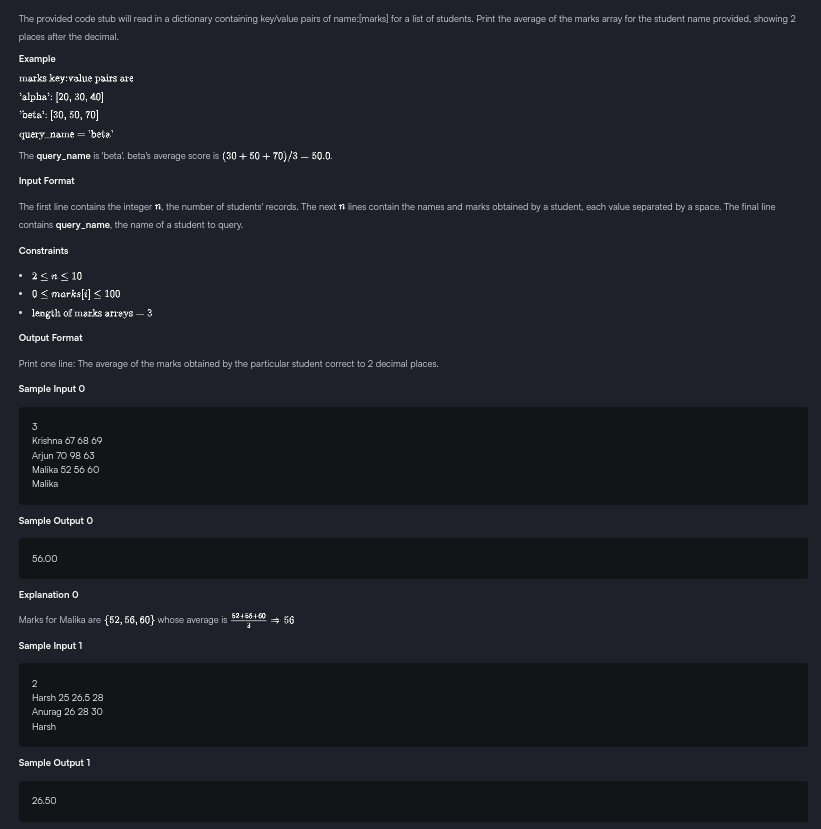 The provided code stub will read in a dictionary containing key/value pairs of name:[marks] for a list of students. Print the average of the marks array for the student name provided, showing 2
places after the decimal.
Example
marks key:value pairs are
'alpha': [20, 30, 40]
'beta': [30, 50, 70]
query_name = 'beta'
The query_name is 'beta'. beta's average score is (30 + 50 + 70)/3 = 50.0.
Input Format
The first line contains the integer n, the number of students' records. The next n lines contain the names and marks obtained by a student, each value separated by a space. The final line
contains query_name, the name of a student to query.
Constraints
• 2 ≤ n ≤ 10
• 0 ≤ marks[i] ≤ 100
• length of marks arrays = 3
Output Format
Print one line: The average of the marks obtained by the particular student correct to 2 decimal places.
Sample Input 0
3
Krishna 67 68 69
Arjun 70 98 63
Malika 52 56 60
Malika
Sample Output 0
56.00
Explanation 0
Marks for Malika are {52, 56, 60} whose average is (52+56+60)/3 ⇒ 56
Sample Input 1
2
Harsh 25 26.5 28
Anurag 26 28 30
Harsh
Sample Output 1
26.50